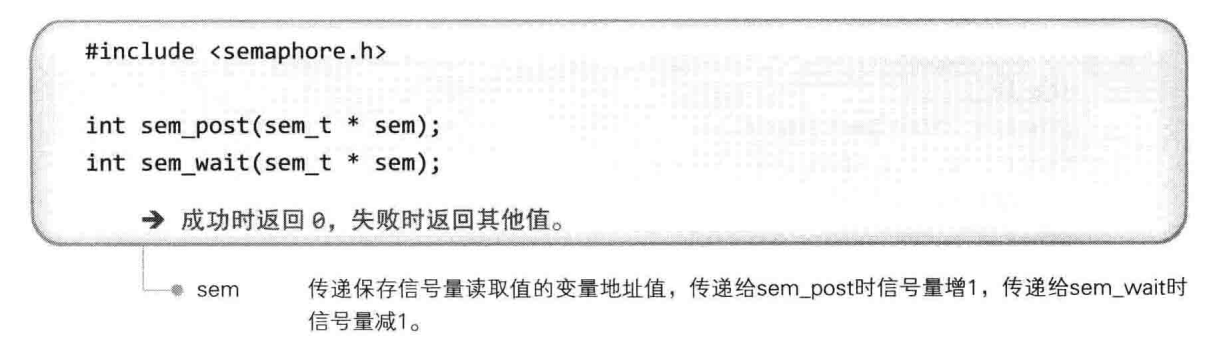 #include <semaphore.h>
int sem_post(sem_t * sem);
int sem_wait(sem_t * sem);
➔ 成功时返回 0，失败时返回其他值。
sem 传递保存信号量读取值的变量地址值，传递给sem_post时信号量增1，传递给sem_wait时
信号量减1。